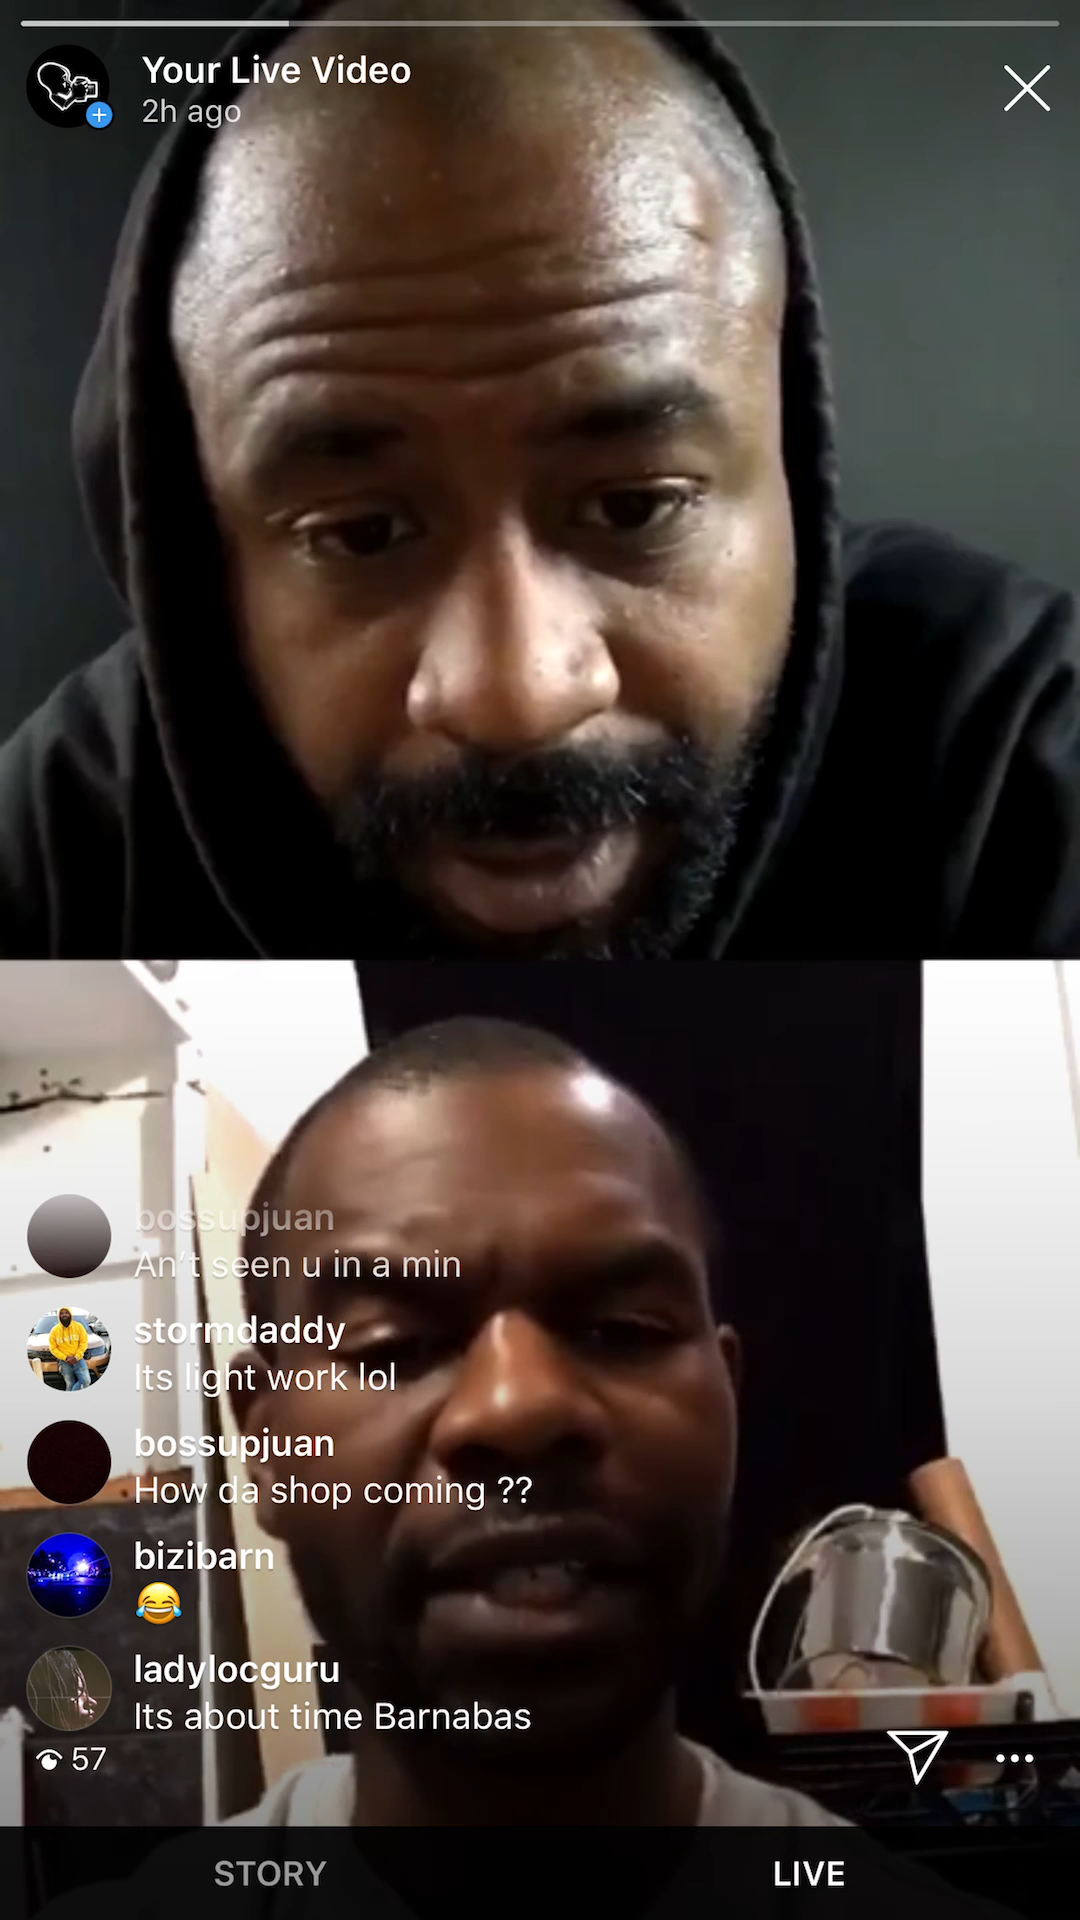 Your Live Video
2h ago
bossupjuan
An't seen u in a min
stormdaddy
Its light work lol
bossupjuan
How da shop coming ??
bizibarn
😂
ladylocguru
Its about time Barnabas
57
STORY
LIVE